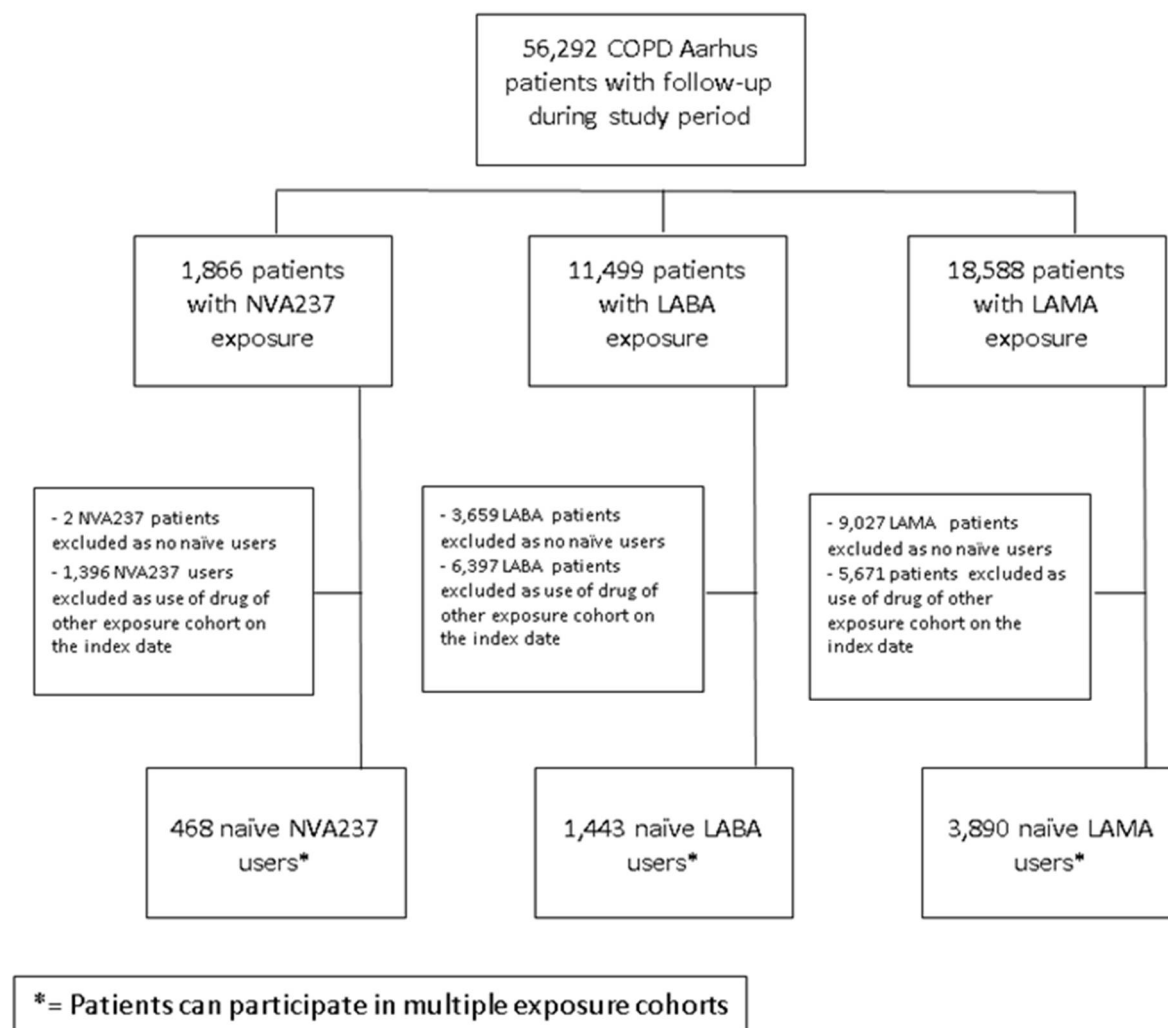 56,292 COPD Aarhus
patients with follow-up
during study period
1,866 patients
with NVA237
exposure
11,499 patients
with LABA
exposure
18,588 patients
with LAMA
exposure
- 2 NVA237 patients
excluded as no naïve users
- 1,396 NVA237 users
excluded as use of drug of
other exposure cohort on
the index date
- 3,659 LABA patients
excluded as no naïve users
- 6,397 LABA patients
excluded as use of drug of
other exposure cohort on
the index date
- 9,027 LAMA patients
excluded as no naïve users
- 5,671 patients excluded as
use of drug of other
exposure cohort on the
index date
468 naïve NVA237
users*
1,443 naïve LABA
users*
3,890 naïve LAMA
users*
*= Patients can participate in multiple exposure cohorts